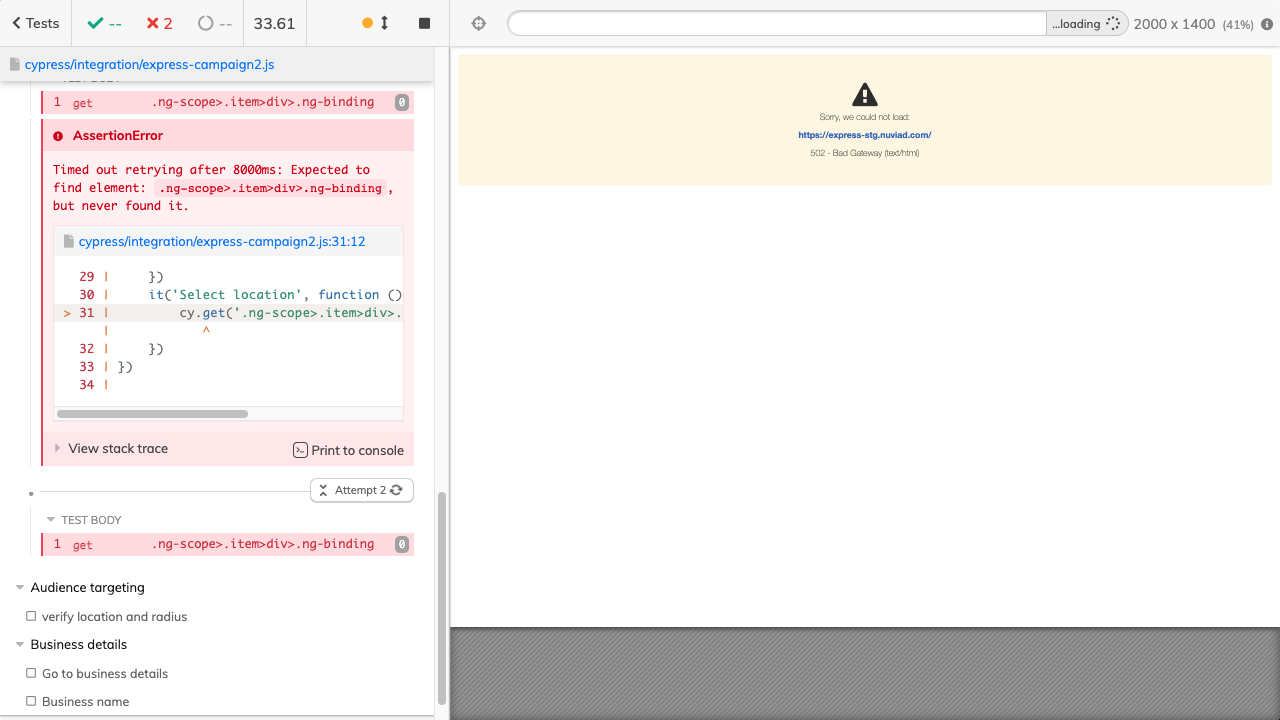 Tests
--
2
--
33.61
...loading
2000 x 1400 (41%)
cypress/integration/express-campaign2.js
TEST BODY
1 get .ng-scope>.item>div>.ng-binding 0
AssertionError
Timed out retrying after 8000ms: Expected to
find element: .ng-scope>.item>div>.ng-binding,
but never found it.
cypress/integration/express-campaign2.js:31:12
29 | })
30 | it('Select location', function ()
> 31 | cy.get('.ng-scope>.item>div>.
| ^
32 | })
33 | })
34 |
View stack trace
Print to console
Attempt 2
TEST BODY
1 get .ng-scope>.item>div>.ng-binding 0
Audience targeting
verify location and radius
Business details
Go to business details
Business name
Sorry, we could not load:
https://express-stg.nuviad.com/
502 - Bad Gateway (text/html)